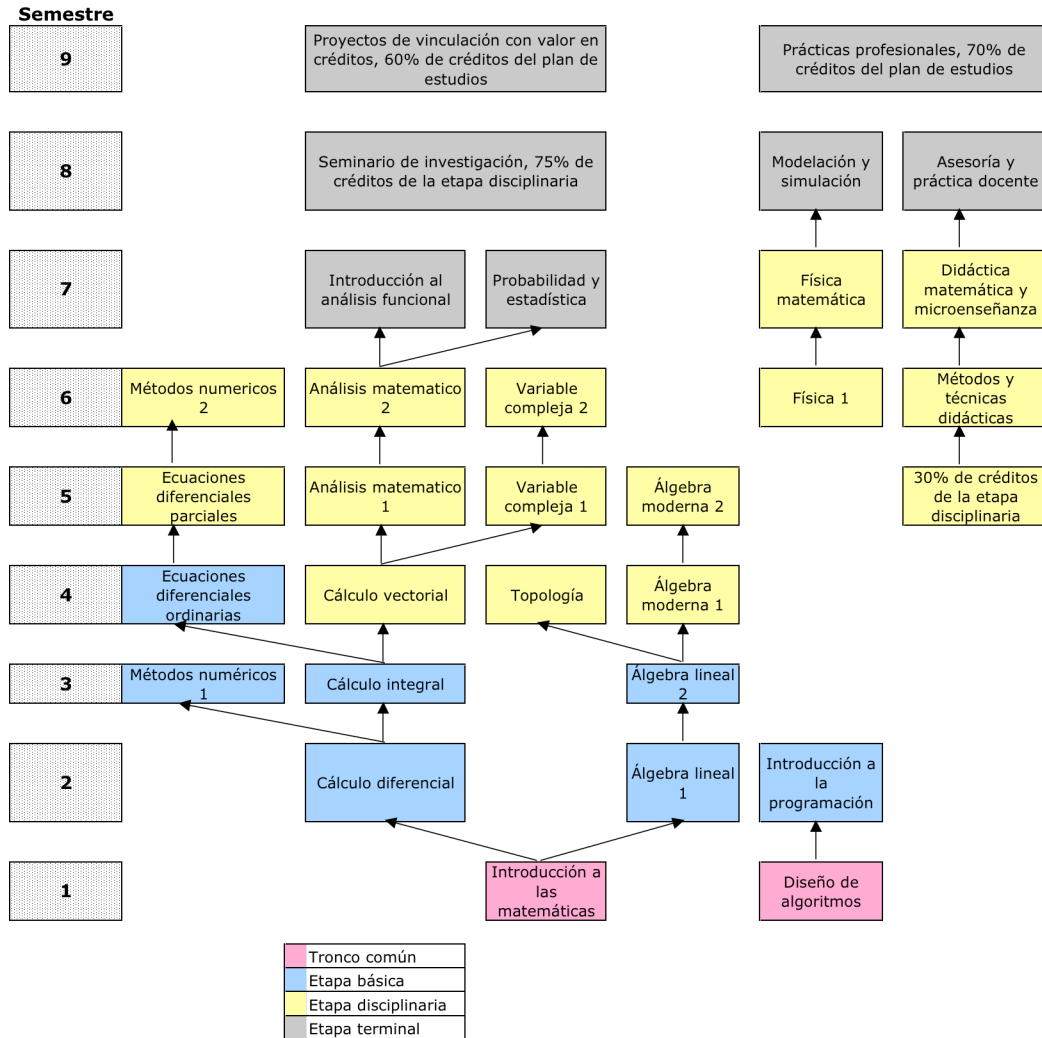 Semestre
9
Proyectos de vinculación con valor en
créditos, 60% de créditos del plan de
estudios
Prácticas profesionales, 70% de
créditos del plan de estudios
8
Seminario de investigación, 75% de
créditos de la etapa disciplinaria
Modelación y
simulación
Asesoría y
práctica docente
7
Introducción al
análisis funcional
Probabilidad y
estadística
Física
matemática
Didáctica
matemática y
microenseñanza
6
Métodos numericos
2
Análisis matematico
2
Variable
compleja 2
Física 1
Métodos y
técnicas
didácticas
5
Ecuaciones
diferenciales
parciales
Análisis matematico
1
Variable
compleja 1
Álgebra
moderna 2
30% de créditos
de la etapa
disciplinaria
4
Ecuaciones
diferenciales
ordinarias
Cálculo vectorial
Topología
Álgebra
moderna 1
3
Métodos numéricos
1
Cálculo integral
Álgebra lineal
2
2
Cálculo diferencial
Álgebra lineal
1
Introducción a
la
programación
1
Introducción a
las
matemáticas
Diseño de
algoritmos
Tronco común
Etapa básica
Etapa disciplinaria
Etapa terminal